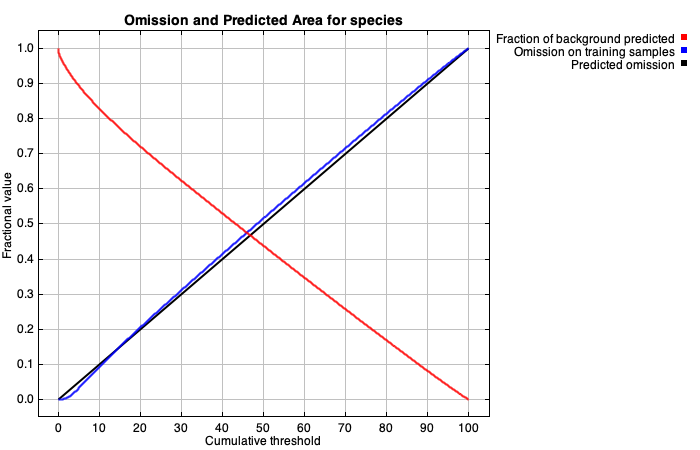 Omission and Predicted Area for species
Fraction of background predicted
Omission on training samples
Predicted omission
Fractional value
1.0
0.9
0.8
0.7
0.6
0.5
0.4
0.3
0.2
0.1
0.0
0 10 20 30 40 50 60 70 80 90 100
Cumulative threshold